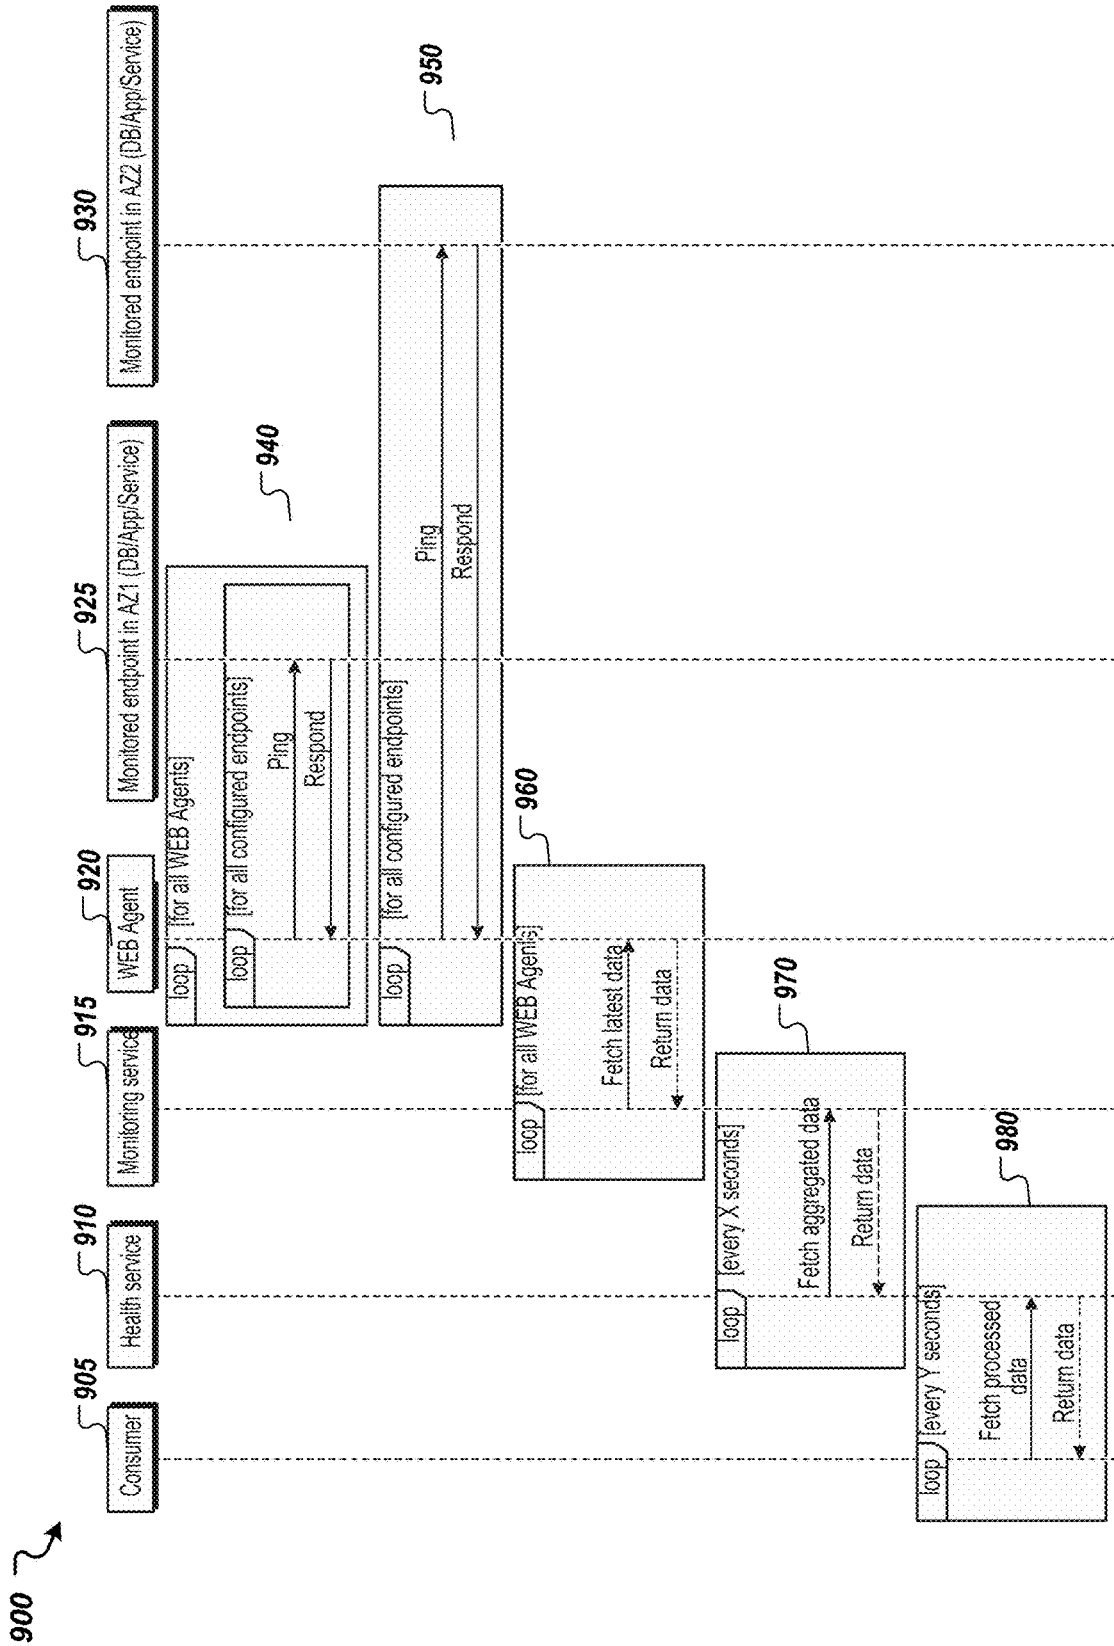 900
905
Consumer
910
Health service
915
Monitoring service
920
WEB Agent
925
Monitored endpoint in AZ1 (DB/App/Service)
930
Monitored endpoint in AZ2 (DB/App/Service)
940
loop
[for all WEB Agents]
loop
[for all configured endpoints]
Ping
Respond
950
loop
[for all configured endpoints]
Ping
Respond
960
loop
[for all WEB Agents]
Fetch latest data
Return data
970
loop
[every X seconds]
Fetch aggregated data
Return data
980
loop
[every Y seconds]
Fetch processed
data
Return data